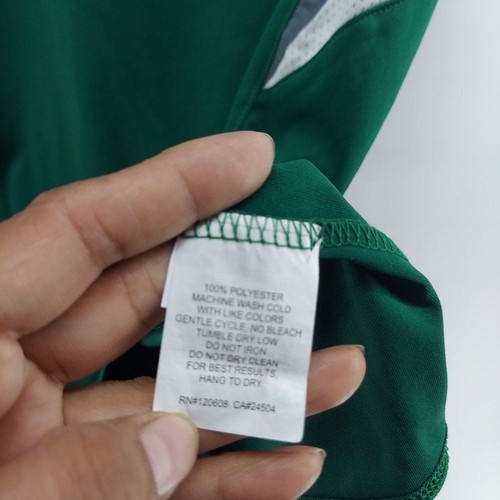 100% POLYESTER
MACHINE WASH COLD
WITH LIKE COLORS
GENTLE CYCLE, NO BLEACH
TUMBLE DRY LOW
DO NOT IRON
DO NOT DRY CLEAN
FOR BEST RESULTS,
HANG TO DRY
RN#120608 CA#24504